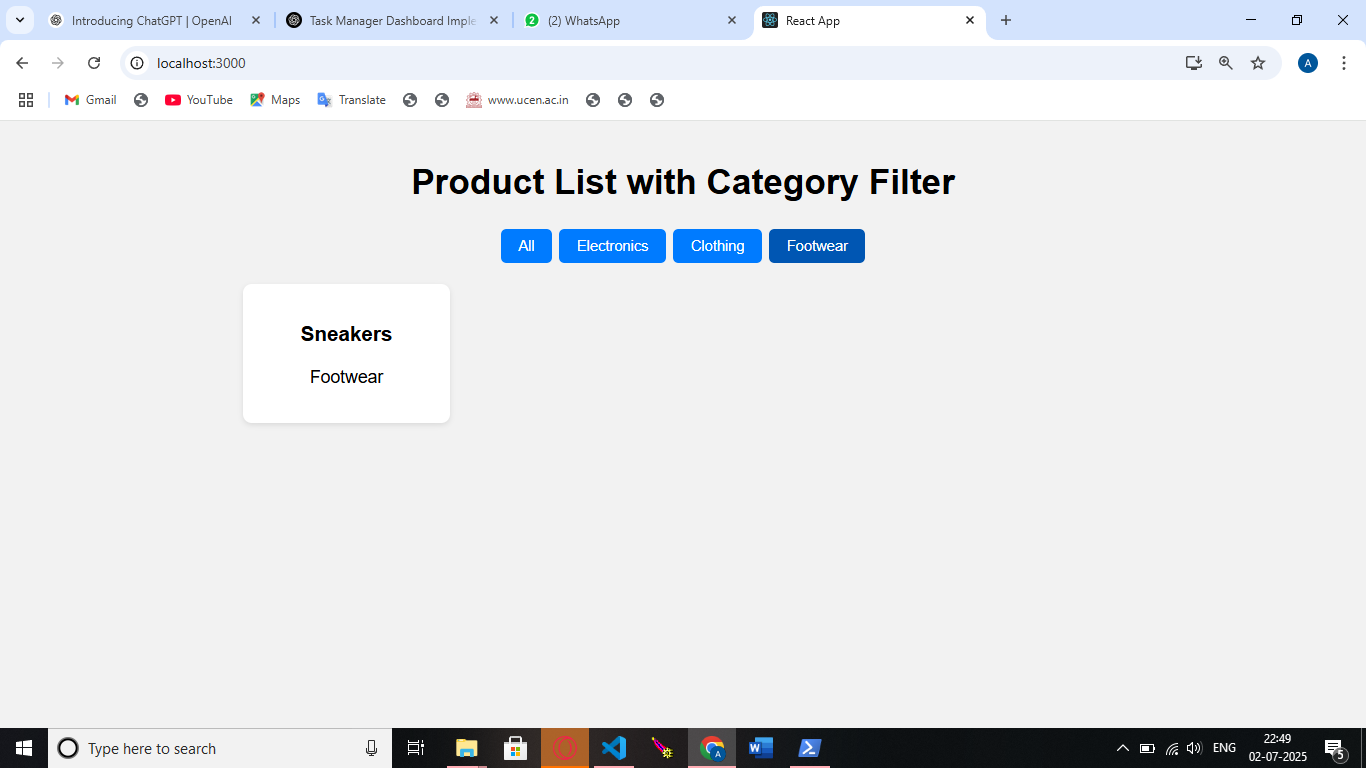 Introducing ChatGPT | OpenAI
Task Manager Dashboard Imple
(2) WhatsApp
React App
localhost:3000
A
Gmail
YouTube
Maps
Translate
www.ucen.ac.in
Product List with Category Filter
All
Electronics
Clothing
Footwear
Sneakers
Footwear
Type here to search
ENG
22:49
02-07-2025
5